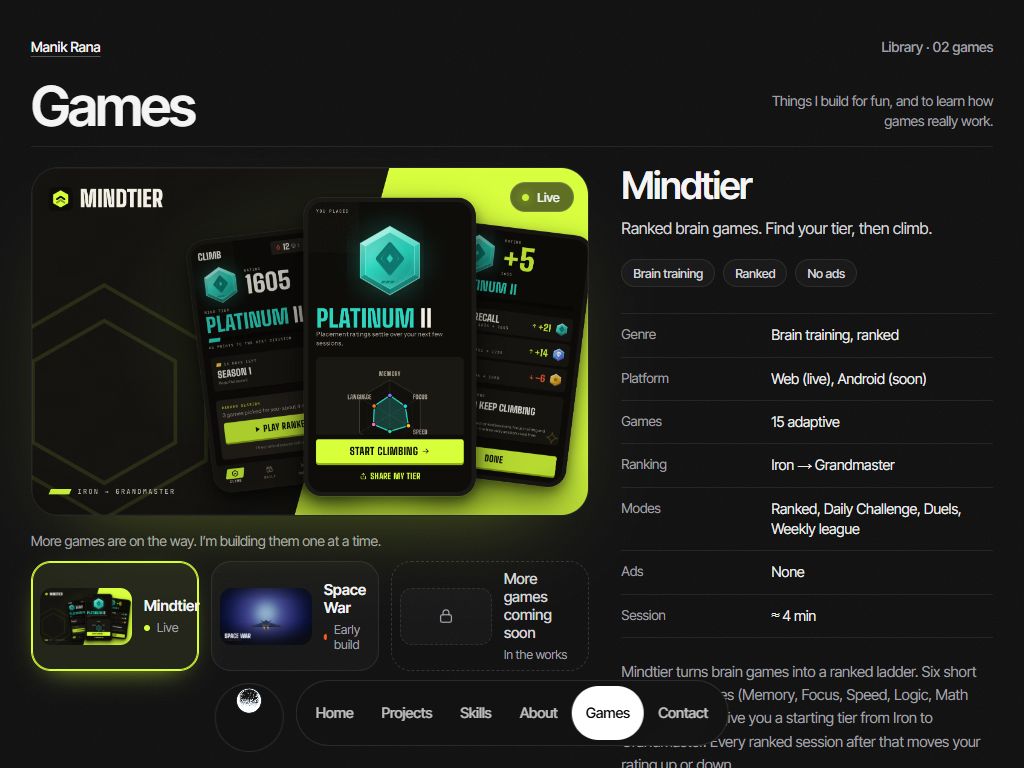 Manik Rana
Library · 02 games
Games
Things I build for fun, and to learn how
games really work.
MINDTIER
Live
CLIMB
12
RATING
1605
PLATINUM II
SEASON I
PLAY RANKE
IRON → GRANDMASTER
YOU PLACED
PLATINUM II
Placement ratings settle over your next few
sessions.
MEMORY
LANGUAGE
FOCUS
SPEED
START CLIMBING →
SHARE MY TIER
RATING
+5
INUM II
RECALL
+21
+14
-6
KEEP CLIMBING
DONE
More games are on the way. I'm building them one at a time.
Mindtier
Live
SPACE WAR
Space
War
Early
build
More
games
coming
soon
In the works
Mindtier
Ranked brain games. Find your tier, then climb.
Brain training
Ranked
No ads
Genre
Brain training, ranked
Platform
Web (live), Android (soon)
Games
15 adaptive
Ranking
Iron → Grandmaster
Modes
Ranked, Daily Challenge, Duels,
Weekly league
Ads
None
Session
≈ 4 min
Mindtier turns brain games into a ranked ladder. Six short
es (Memory, Focus, Speed, Logic, Math
ive you a starting tier from Iron to
Every ranked session after that moves your
rating up or down.
Home
Projects
Skills
About
Games
Contact